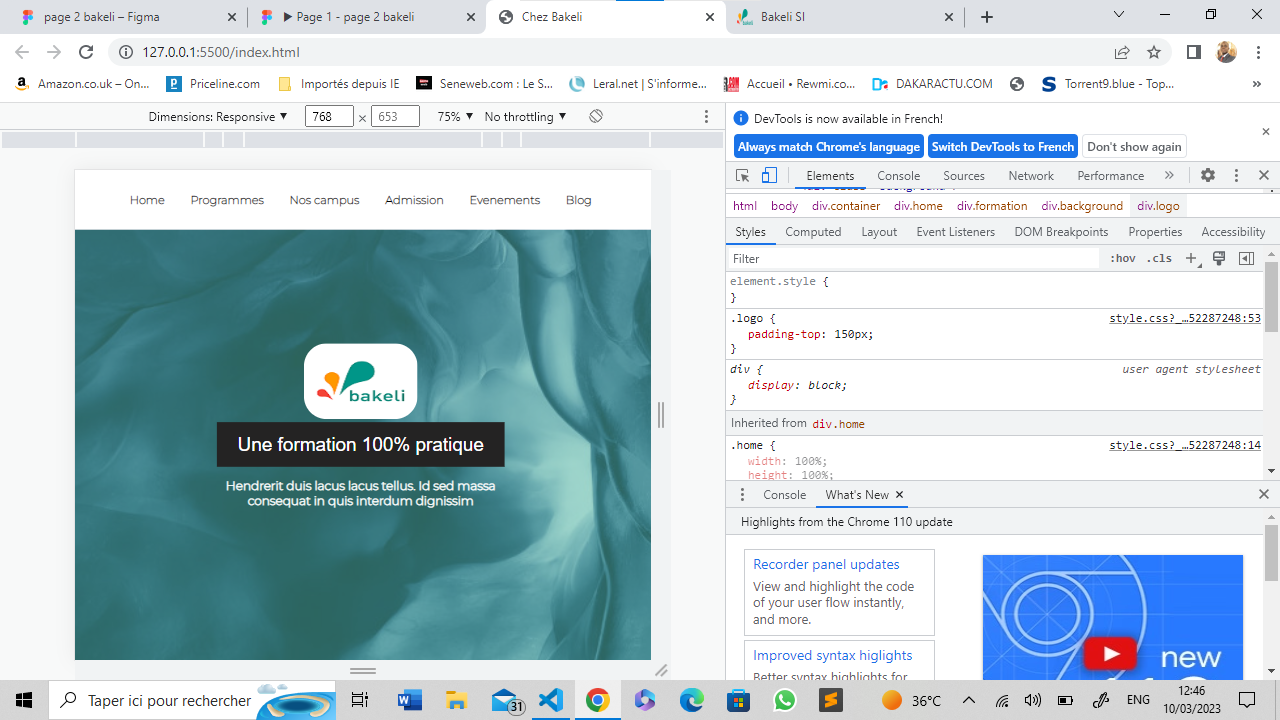 page 2 bakeli – Figma
▶ Page 1 - page 2 bakeli
Chez Bakeli
Bakeli SI
127.0.0.1:5500/index.html
Amazon.co.uk – On...
Priceline.com
Importés depuis IE
Seneweb.com : Le S...
Leral.net | S'informe...
Accueil • Rewmi.co...
DAKARACTU.COM
Torrent9.blue - Top...
»
Dimensions: Responsive ▼ 768 × 653 75% ▼ No throttling ▼
Home Programmes Nos campus Admission Evenements Blog
bakeli
Une formation 100% pratique
Hendrerit duis lacus lacus tellus. Id sed massa
consequat in quis interdum dignissim
DevTools is now available in French!
Always match Chrome's language Switch DevTools to French Don't show again
Elements Console Sources Network Performance »
html body div.container div.home div.formation div.background div.logo
Styles Computed Layout Event Listeners DOM Breakpoints Properties Accessibility
Filter :hov .cls
element.style {
}
.logo { style.css?_…52287248:53
padding-top: 150px;
}
div { user agent stylesheet
display: block;
}
Inherited from div.home
.home { style.css?_…52287248:14
width: 100%;
height: 100%;
Console What's New
Highlights from the Chrome 110 update
Recorder panel updates
View and highlight the code
of your user flow instantly,
and more.
Improved syntax higlights
Better syntax highlights for
new
Taper ici pour rechercher
31
36°C
ENG
12:46
10/03/2023